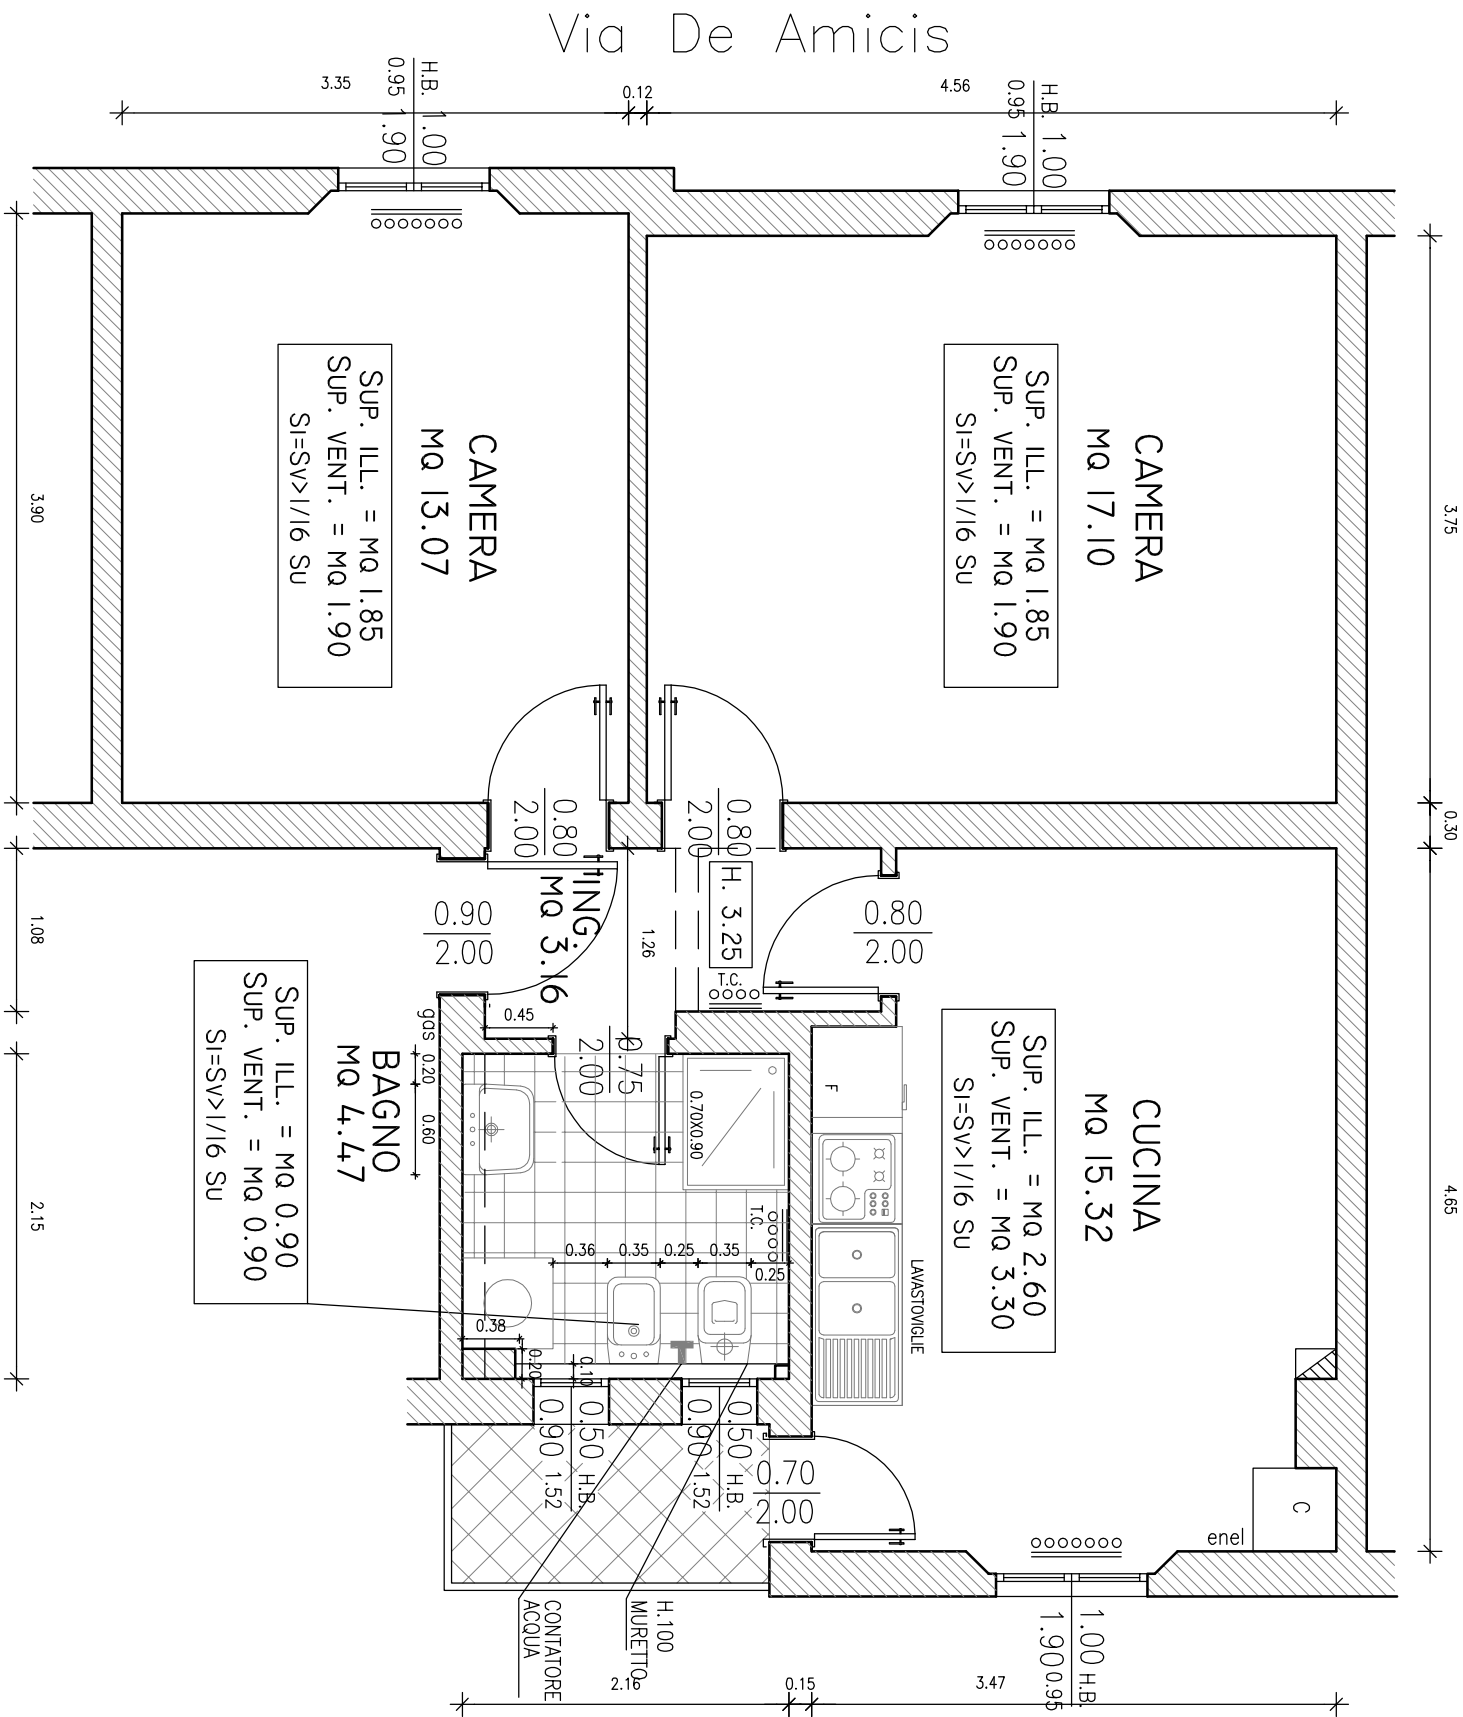 Via De Amicis
3.35
0.12
4.56
H.B.
0.95
1.00
1.90
H.B.
0.95
1.00
1.90
CAMERA
MQ 13.07
SUP. ILL. = MQ 1.85
SUP. VENT. = MQ 1.90
SI=SV>1/16 SU
CAMERA
MQ 17.10
SUP. ILL. = MQ 1.85
SUP. VENT. = MQ 1.90
SI=SV>1/16 SU
3.90
3.75
0.30
0.80
2.00
0.80
2.00
ING.
MQ 3.16
H. 3.25
T.C.
1.26
0.90
2.00
0.80
2.00
1.08
gas
0.45
0.75
2.00
0.20
0.60
BAGNO
MQ 4.47
SUP. ILL. = MQ 0.90
SUP. VENT. = MQ 0.90
SI=SV>1/16 SU
0.70X0.90
T.C.
F
CUCINA
MQ 15.32
SUP. ILL. = MQ 2.60
SUP. VENT. = MQ 3.30
SI=SV>1/16 SU
LAVASTOVIGLIE
2.15
4.65
0.36
0.35
0.25
0.35
0.25
0.38
0.20
0.10
0.50
0.90
H.B.
1.52
0.50
0.90
H.B.
1.52
0.70
2.00
C
enel
H.100
MURETTO
CONTATORE
ACQUA
1.00
1.90
H.B.
0.95
2.16
0.15
3.47